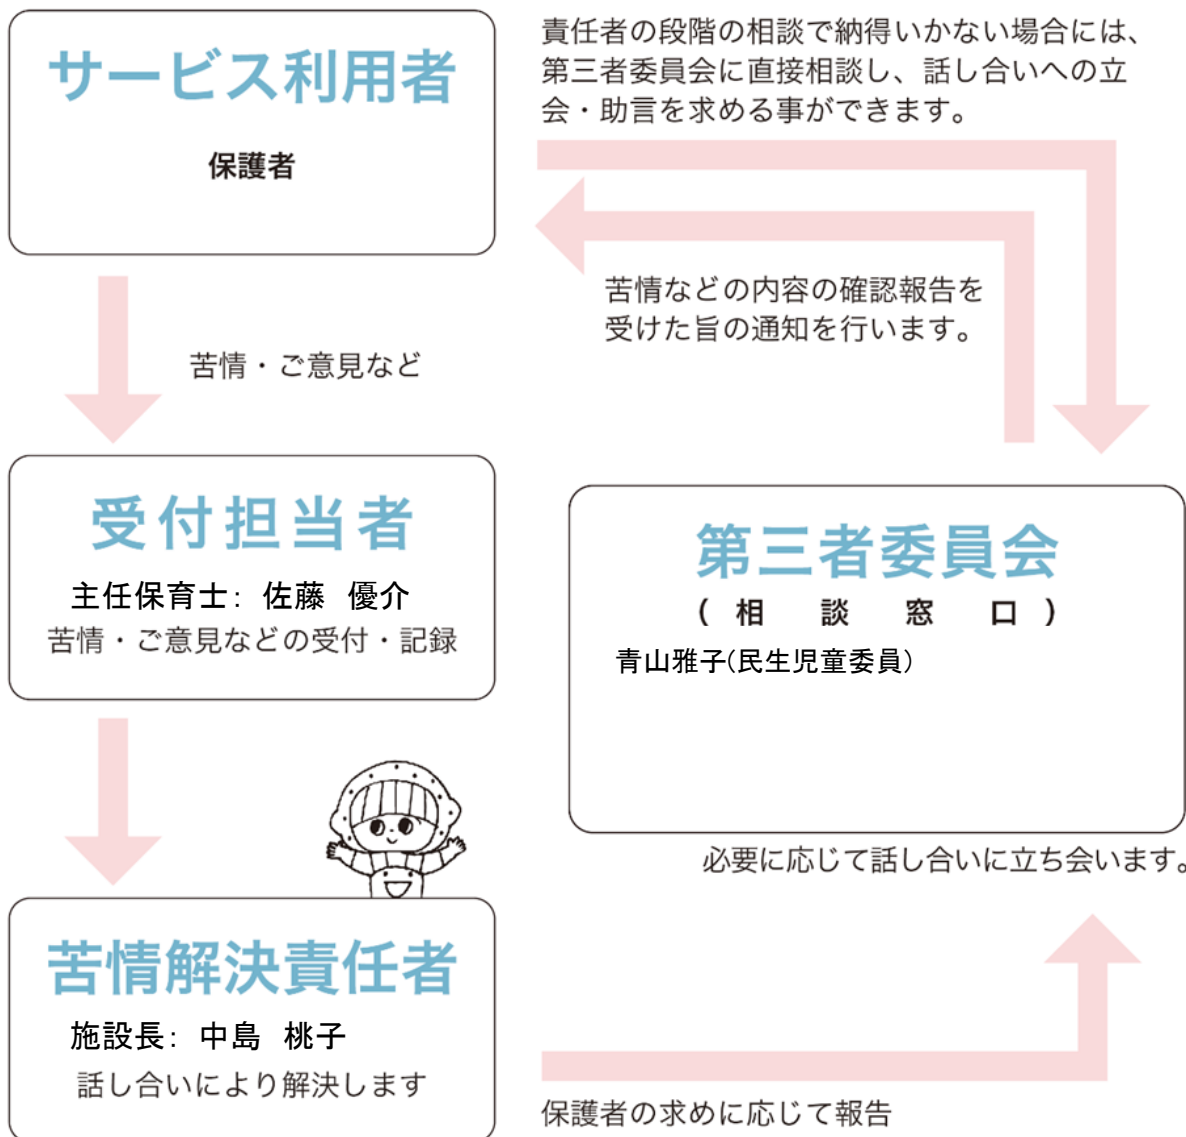 サービス利用者
保護者
責任者の段階の相談で納得いかない場合には、
第三者委員会に直接相談し、話し合いへの立
会・助言を求める事ができます。
苦情などの内容の確認報告を
受けた旨の通知を行います。
苦情・ご意見など
受付担当者
主任保育士： 佐藤　優介
苦情・ご意見などの受付・記録
第三者委員会
(相談窓口)
青山雅子(民生児童委員)
必要に応じて話し合いに立ち会います。
苦情解決責任者
施設長： 中島　桃子
話し合いにより解決します
保護者の求めに応じて報告